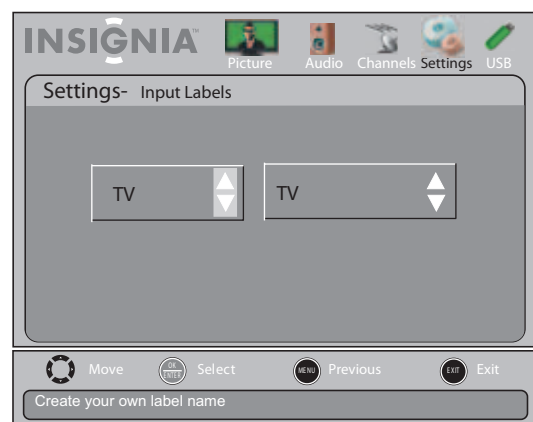 INSIGNIA™
Picture Audio Channels Settings USB
Settings- Input Labels
TV TV
Move OK ENTER Select MENU Previous EXIT Exit
Create your own label name